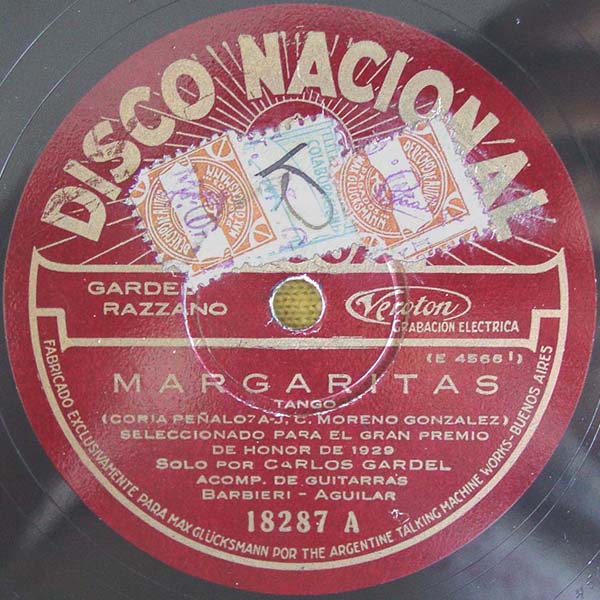 DISCO NACIONAL
GARDEL
RAZZANO
Veroton
GRABACIÓN ELECTRICA
(E 4566 I)
MARGARITAS
TANGO
(CORIA PEÑALOZA-J. C. MORENO GONZALEZ)
SELECCIONADO PARA EL GRAN PREMIO
DE HONOR DE 1929
SOLO POR CARLOS GARDEL
ACOMP. DE GUITARRAS
BARBIERI - AGUILAR
18287 A
FABRICADO EXCLUSIVAMENTE PARA MAX GLÜCKSMANN POR THE ARGENTINE TALKING MACHINE WORKS-BUENOS AIRES